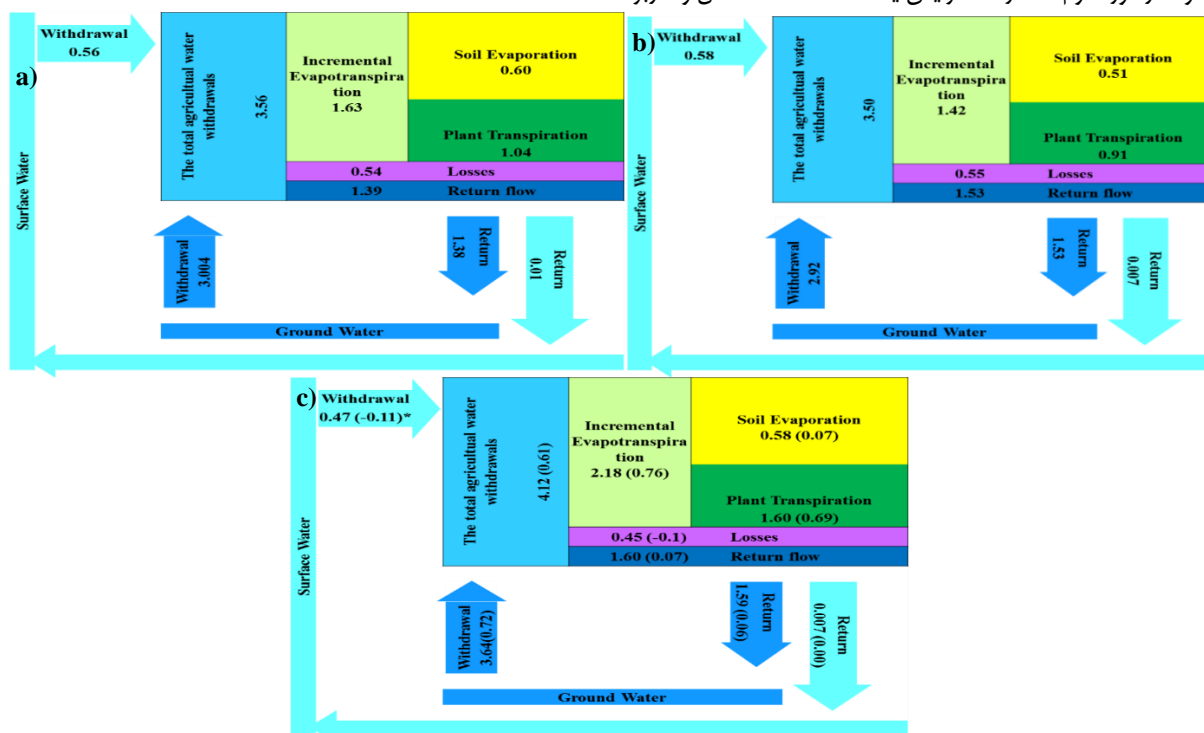 a)
Withdrawal
0.56
Surface Water
The total agricultual water
withdrawals
3.56
Incremental
Evapotranspira
tion
1.63
Soil Evaporation
0.60
Plant Transpiration
1.04
0.54 Losses
1.39 Return flow
Withdrawal
3.004
Return
1.38
Return
0.01
Ground Water
b)
Withdrawal
0.58
Surface Water
The total agricultual water
withdrawals
3.50
Incremental
Evapotranspira
tion
1.42
Soil Evaporation
0.51
Plant Transpiration
0.91
0.55 Losses
1.53 Return flow
Withdrawal
2.92
Return
1.53
Return
0.007
Ground Water
c)
Withdrawal
0.47 (-0.11)*
Surface Water
The total agricultual water
withdrawals
4.12 (0.61)
Incremental
Evapotranspira
tion
2.18 (0.76)
Soil Evaporation
0.58 (0.07)
Plant Transpiration
1.60 (0.69)
0.45 (-0.1) Losses
1.60 (0.07) Return flow
Withdrawal
3.64(0.72)
Return
1.59 (0.06)
Return
0.007 (0.00)
Ground Water